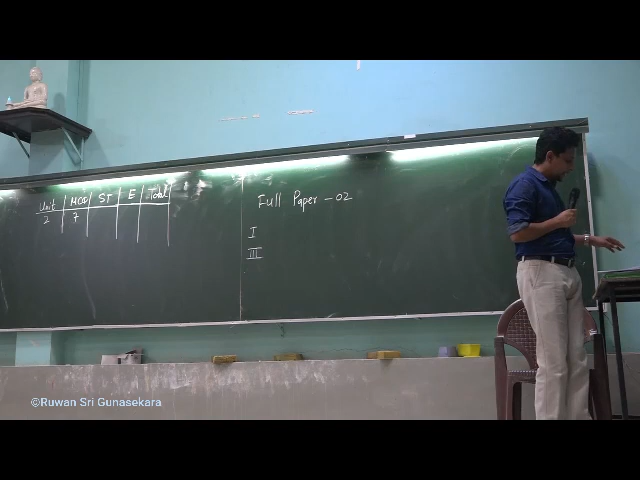 Unit MCQ ST E Total
2 7
Full Paper - 02
I
III
©Ruwan Sri Gunasekara